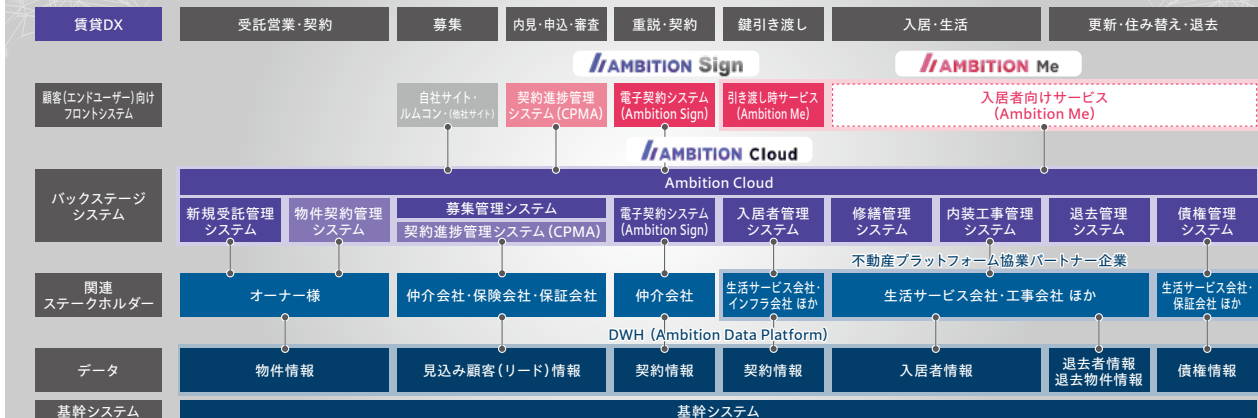 賃貸DX
受託営業・契約
募集
内見・申込・審査
重説・契約
鍵引き渡し
入居・生活
更新・住み替え・退去
AMBITION Sign
AMBITION Me
顧客(エンドユーザー)向け
フロントシステム
自社サイト・
ルムコン・(他社サイト)
契約進捗管理
システム(CPMA)
電子契約システム
(Ambition Sign)
引き渡し時サービス
(Ambition Me)
入居者向けサービス
(Ambition Me)
AMBITION Cloud
バックステージ
システム
Ambition Cloud
新規受託管理
システム
物件契約管理
システム
募集管理システム
契約進捗管理システム(CPMA)
電子契約システム
(Ambition Sign)
入居者管理
システム
修繕管理
システム
内装工事管理
システム
退去管理
システム
債権管理
システム
不動産プラットフォーム協業パートナー企業
関連
ステークホルダー
オーナー様
仲介会社・保険会社・保証会社
仲介会社
生活サービス会社・
インフラ会社 ほか
生活サービス会社・工事会社 ほか
生活サービス会社・
保証会社 ほか
DWH (Ambition Data Platform)
データ
物件情報
見込み顧客(リード)情報
契約情報
契約情報
入居者情報
退去者情報
退去物件情報
債権情報
基幹システム
基幹システム